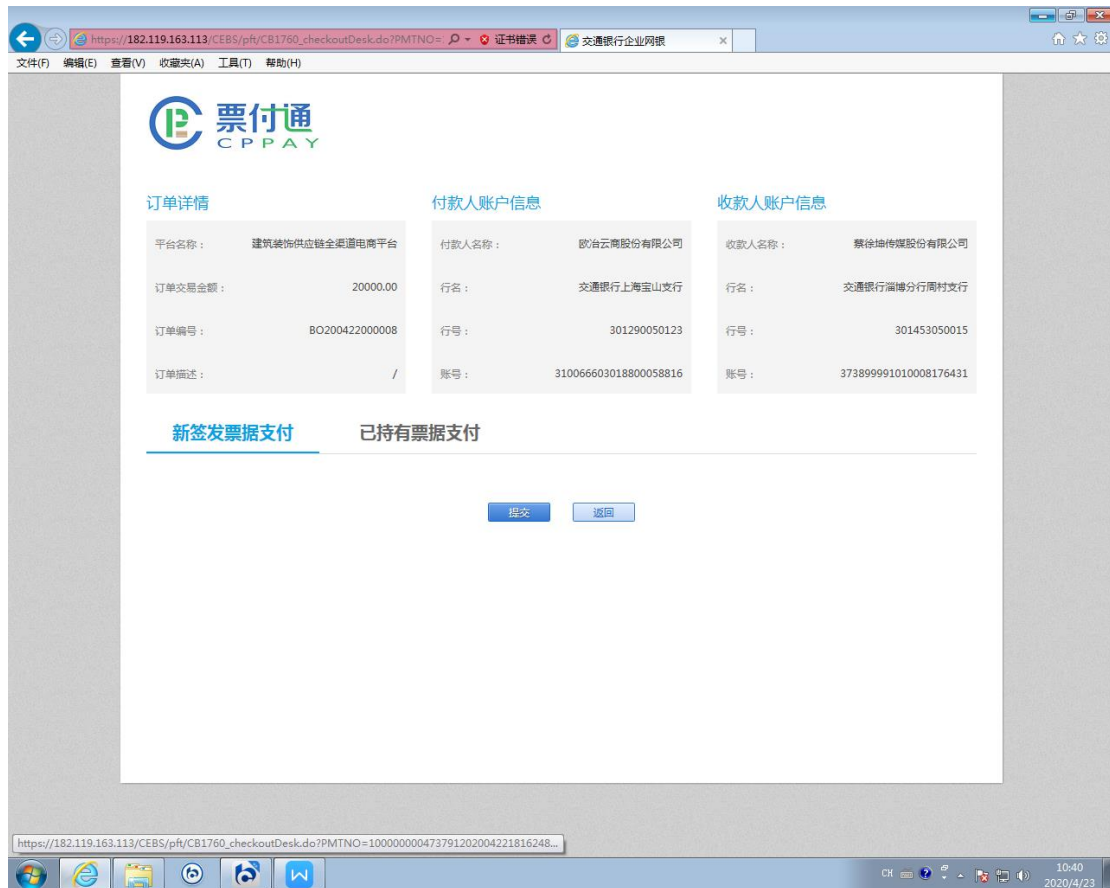 https://182.119.163.113/CEBS/pft/CB1760_checkoutDesk.do?PMTNO=
证书错误
交通银行企业网银
文件(F) 编辑(E) 查看(V) 收藏夹(A) 工具(T) 帮助(H)
票付通
CPPAY
订单详情
平台名称： 建筑装饰供应链全渠道电商平台
订单交易金额： 20000.00
订单编号： BO200422000008
订单描述： /
付款人账户信息
付款人名称： 欧冶云商股份有限公司
行名： 交通银行上海宝山支行
行号： 301290050123
账号： 310066603018800058816
收款人账户信息
收款人名称： 蔡徐坤传媒股份有限公司
行名： 交通银行淄博分行周村支行
行号： 301453050015
账号： 373899991010008176431
新签发票据支付 已持有票据支付
提交 返回
https://182.119.163.113/CEBS/pft/CB1760_checkoutDesk.do?PMTNO=100000000473791202004221816248...
CH
10:40
2020/4/23